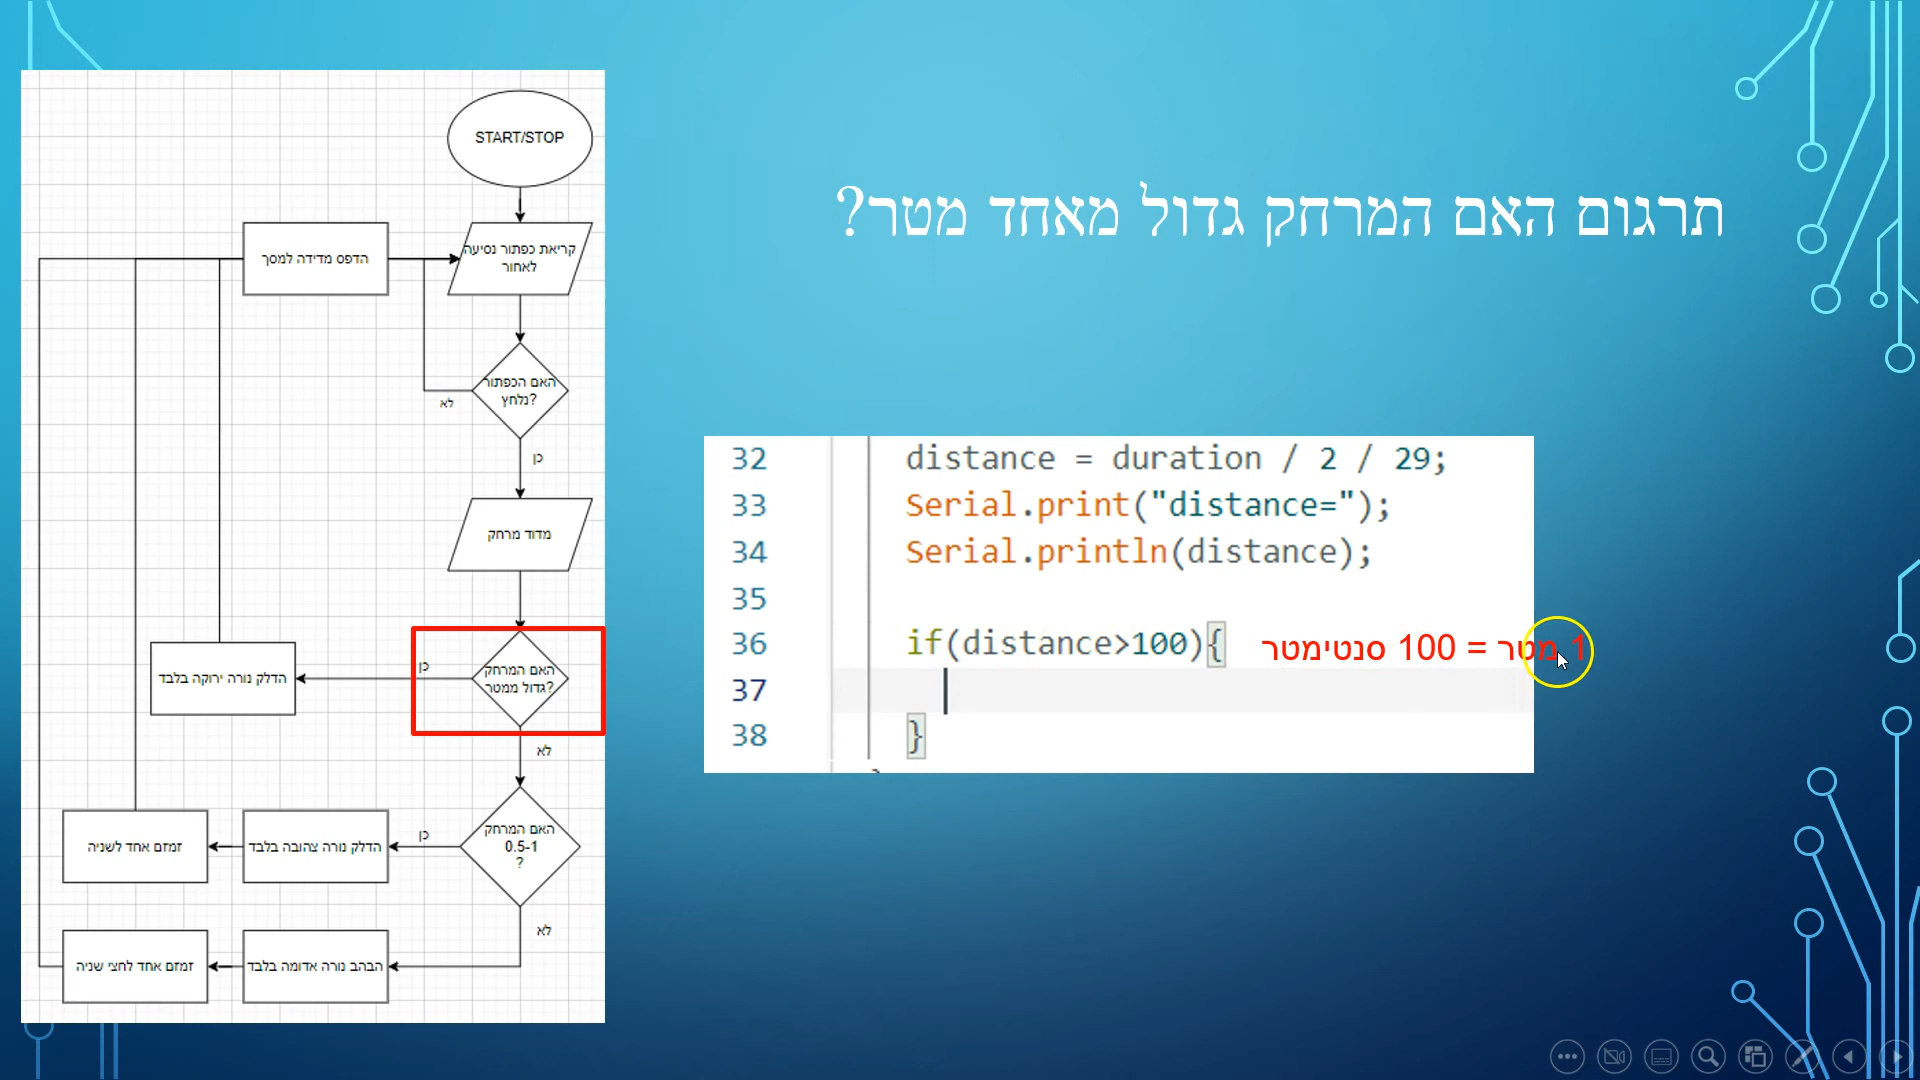 תרגום האם המרחק גדול מאחד מטר?
START/STOP
קריאת כפתור נסיעה
לאחור
הדפס מדידה למסך
האם הכפתור
נלחץ?
לא
כן
מדוד מרחק
האם המרחק
גדול ממטר?
כן
הדלק נורה ירוקה בלבד
לא
האם המרחק
0.5-1
?
כן
הדלק נורה צהובה בלבד
זמזם אחד לשניה
לא
הבהב נורה אדומה בלבד
זמזם אחד לחצי שניה
32 distance = duration / 2 / 29;
33 Serial.print("distance=");
34 Serial.println(distance);
35
36 if(distance>100){
1 מטר = 100 סנטימטר
37
38 }